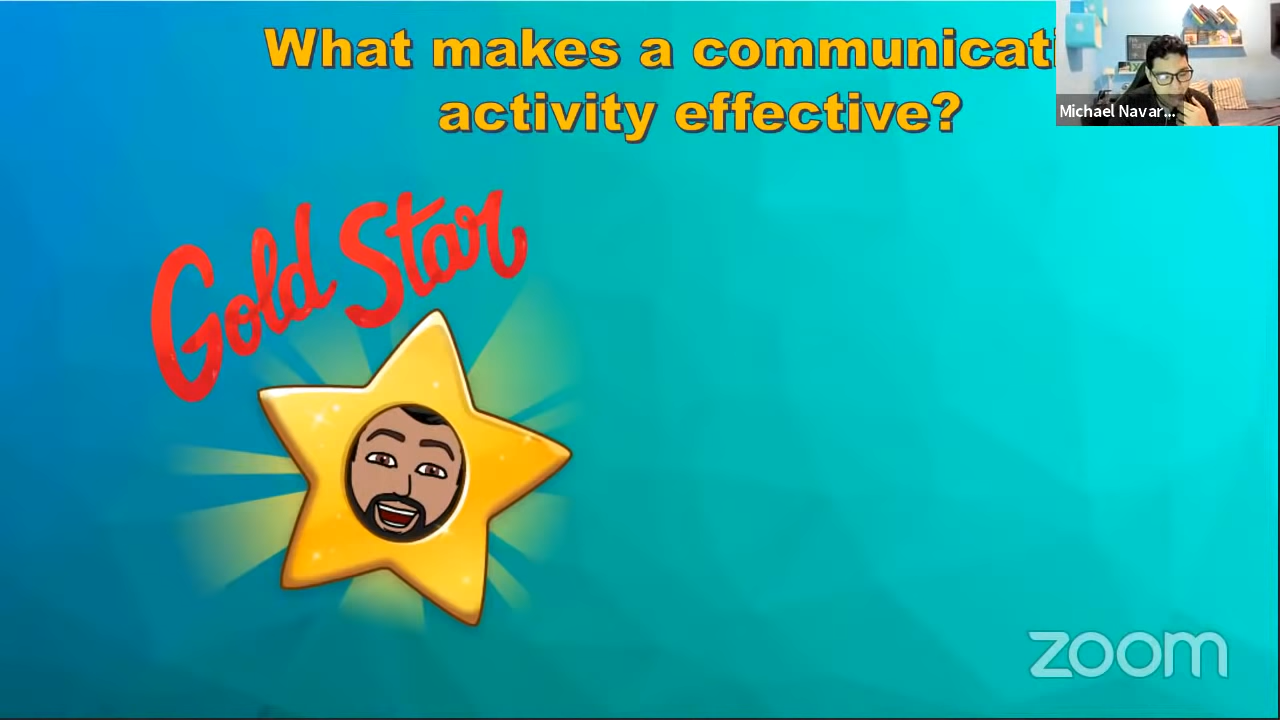 What makes a communicati
activity effective?
Michael Navar...
Gold Star
zoom